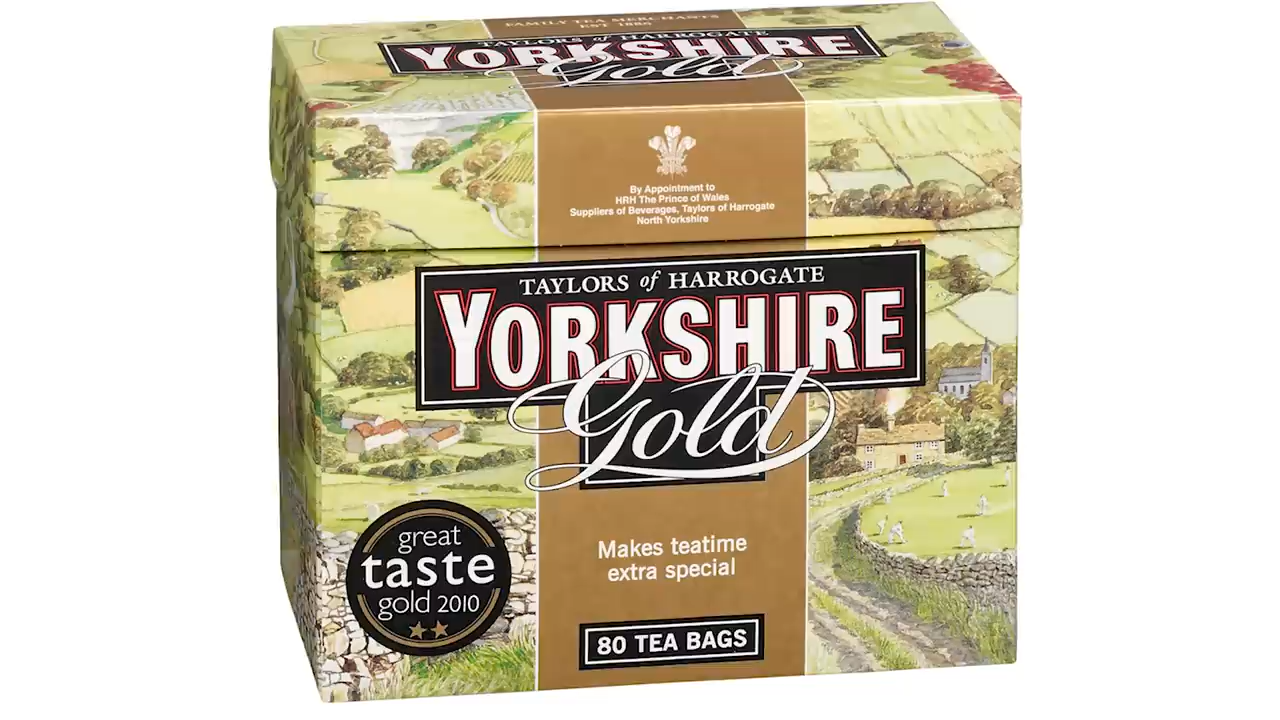 FAMILY TEA MERCHANTS
EST 1886
TAYLORS of HARROGATE
YORKSHIRE
Gold
By Appointment to
HRH The Prince of Wales
Suppliers of Beverages, Taylors of Harrogate
North Yorkshire
TAYLORS of HARROGATE
YORKSHIRE
Gold
Makes teatime
extra special
80 TEA BAGS
great
taste
gold 2010